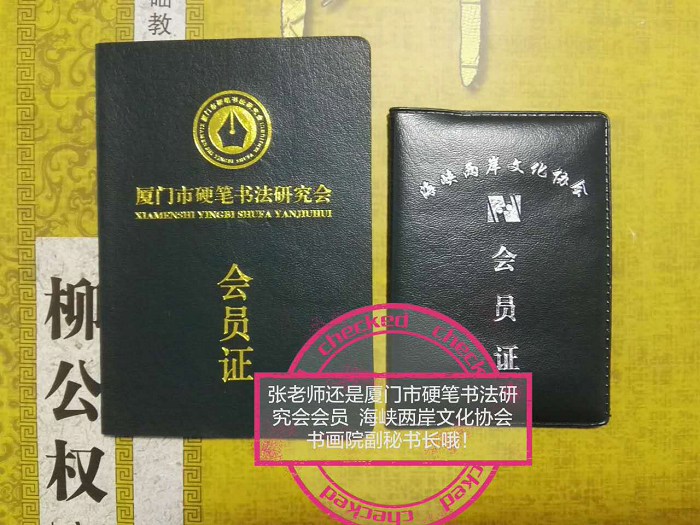 础教
厦门市硬笔书法研究会
XIAMENSHI YINGBI SHUFA YANJIUHUI
会员证
海峡两岸文化协会
会员证
柳公权
checked
张老师还是厦门市硬笔书法研
究会会员 海峡两岸文化协会
书画院副秘书长哦！
checked